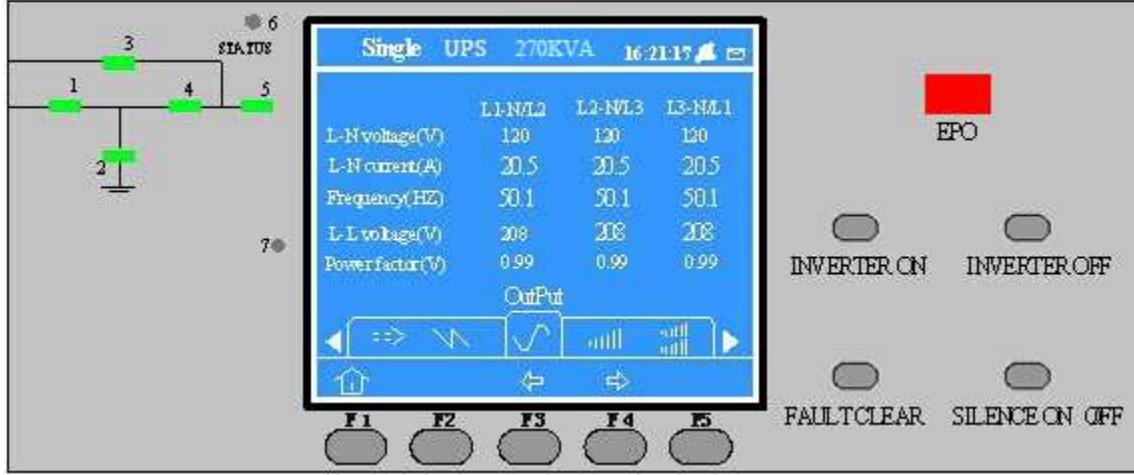 6
STATUS
3
1
4
5
2
7
Single UPS 270KVA 16:21:17
L1-N/L2 L2-N/L3 L3-N/L1
L-N voltage(V) 120 120 120
L-N current(A) 20.5 20.5 20.5
Frequency(HZ) 50.1 50.1 50.1
L-L voltage(V) 208 208 208
Power factor(V) 0.99 0.99 0.99
OutPut
F1 F2 F3 F4 F5
EPO
INVERTER ON INVERTER OFF
FAULT CLEAR SILENCE ON OFF